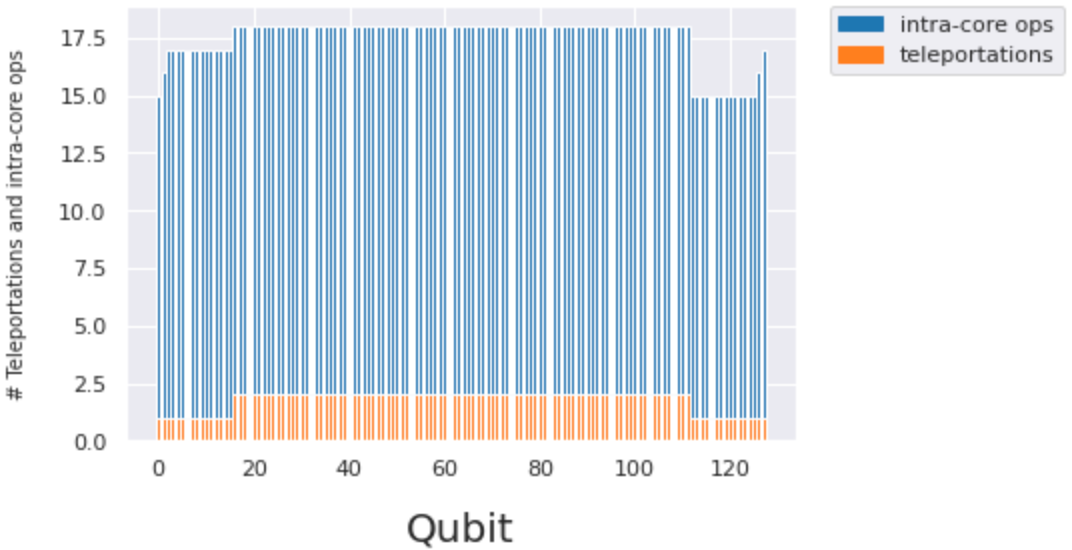 intra-core ops
teleportations
# Teleportations and intra-core ops
17.5
15.0
12.5
10.0
7.5
5.0
2.5
0.0
0 20 40 60 80 100 120
Qubit